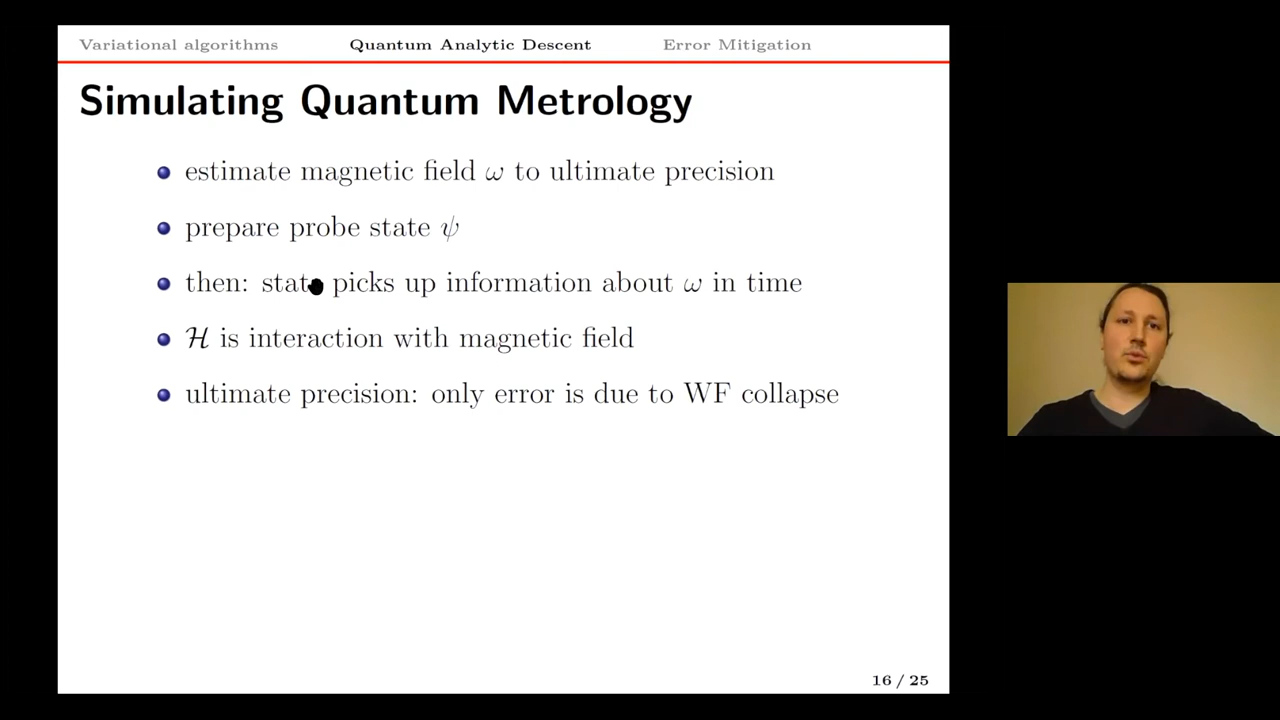 Variational algorithms Quantum Analytic Descent Error Mitigation
Simulating Quantum Metrology
estimate magnetic field ω to ultimate precision
prepare probe state ψ
then: state picks up information about ω in time
ℋ is interaction with magnetic field
ultimate precision: only error is due to WF collapse
16 / 25